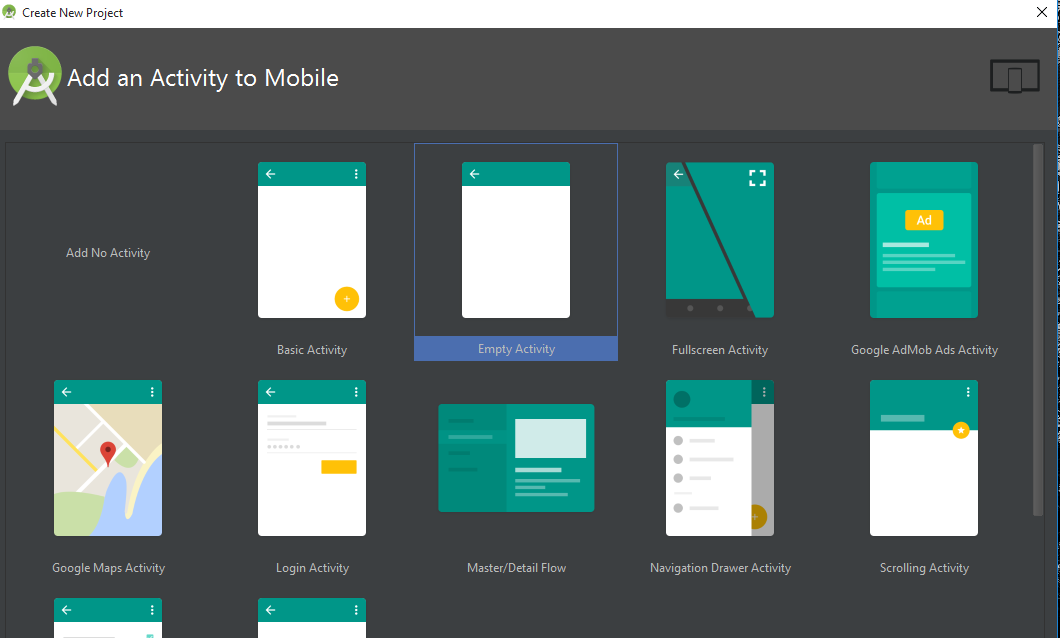 Create New Project
Add an Activity to Mobile
Add No Activity
Basic Activity
Empty Activity
Fullscreen Activity
Ad
Google AdMob Ads Activity
Google Maps Activity
Login Activity
Master/Detail Flow
Navigation Drawer Activity
Scrolling Activity